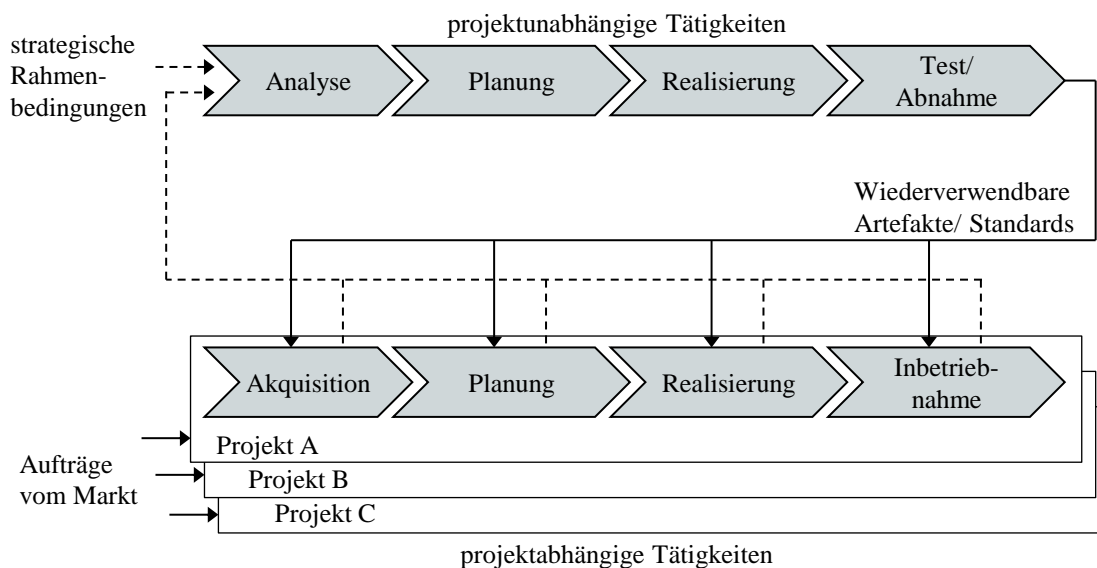 projektunabhängige Tätigkeiten
strategische
Rahmen-
bedingungen
Analyse
Planung
Realisierung
Test/
Abnahme
Wiederverwendbare
Artefakte/ Standards
Akquisition
Planung
Realisierung
Inbetrieb-
nahme
Projekt A
Aufträge
vom Markt
Projekt B
Projekt C
projektabhängige Tätigkeiten